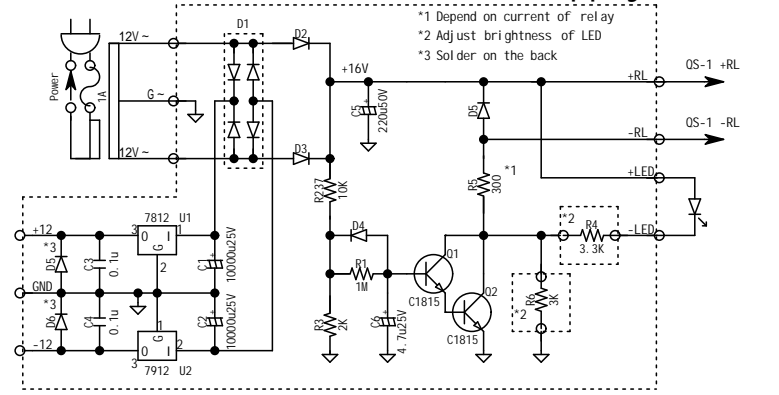 *1 Depend on current of relay
*2 Adjust brightness of LED
*3 Solder on the back
D1
12V~
D2
+16V
+RL
QS-1 +RL
Power
1A
G~
C5
+
220u50V
D5
-RL
QS-1 -RL
12V~
D3
R237
10K
R5
300
*1
+LED
+12
3
7812
U1
O
I
1
G
2
C1
+
10000u25V
D4
R1
1M
Q1
C1815
*2
R4
3.3K
-LED
*3
D5
C3
0.1u
GND
*3
D6
C4
0.1u
C2
+
10000u25V
R3
2K
C6
+
4.7u25V
Q2
C1815
R6
3K
*2
-12
1
G
O
I
2
3
7912
U2